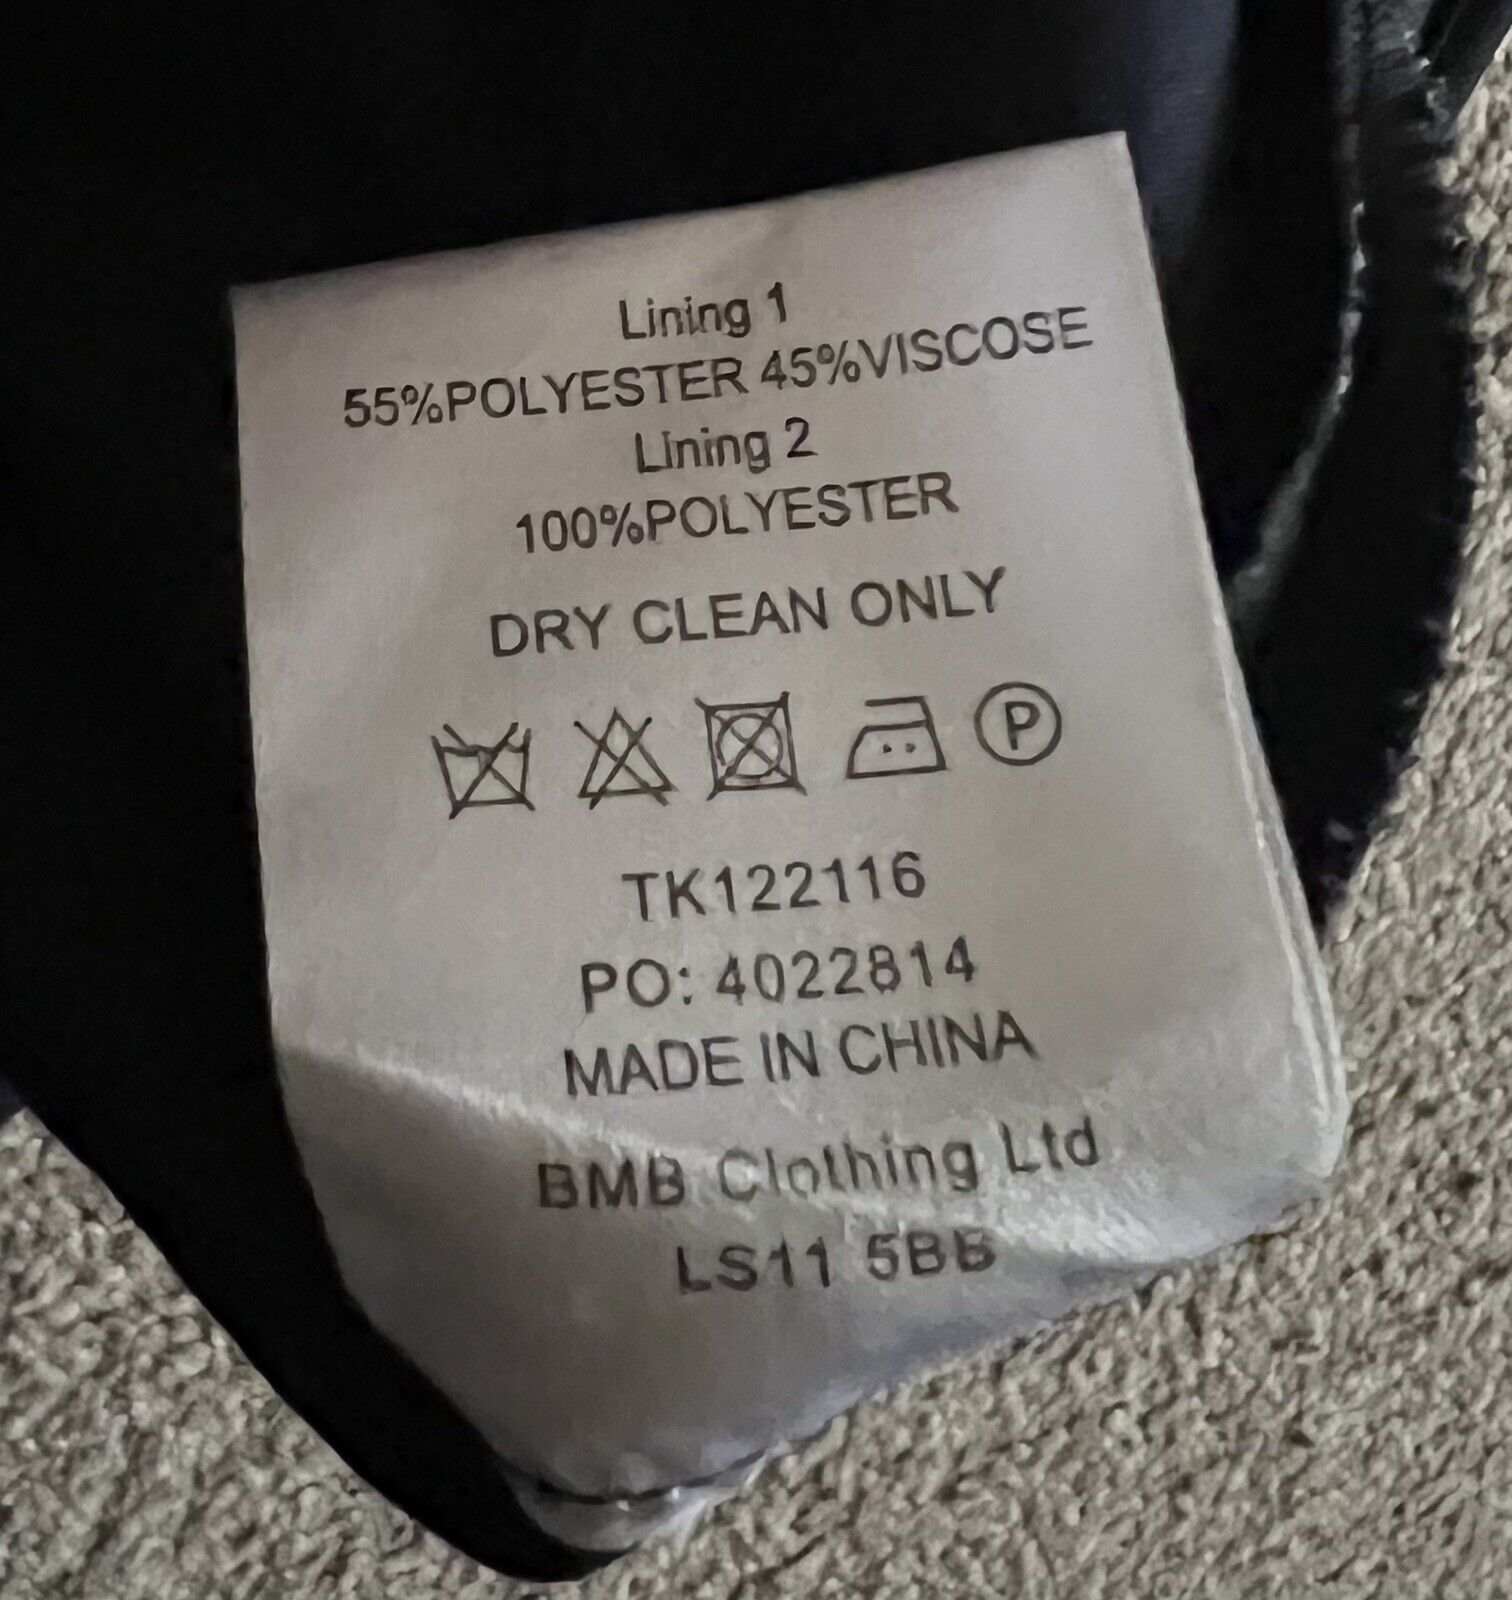 Lining 1
55%POLYESTER 45%VISCOSE
Lining 2
100%POLYESTER
DRY CLEAN ONLY
P
TK122116
PO: 4022814
MADE IN CHINA
BMB Clothing Ltd
LS11 5BB